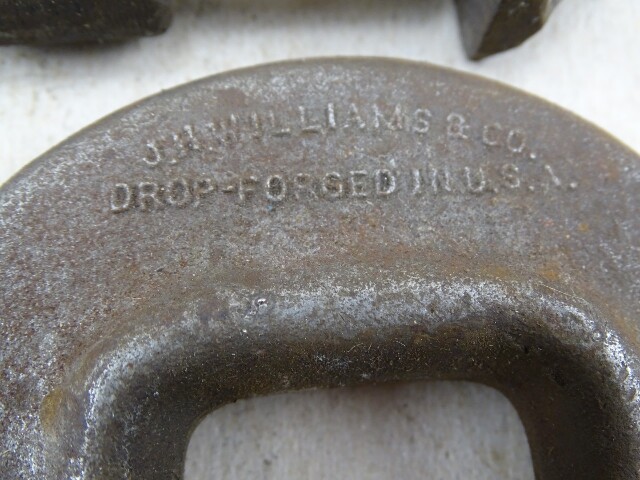 J.H. WILLIAMS & CO.
DROP-FORGED IN U.S.A.